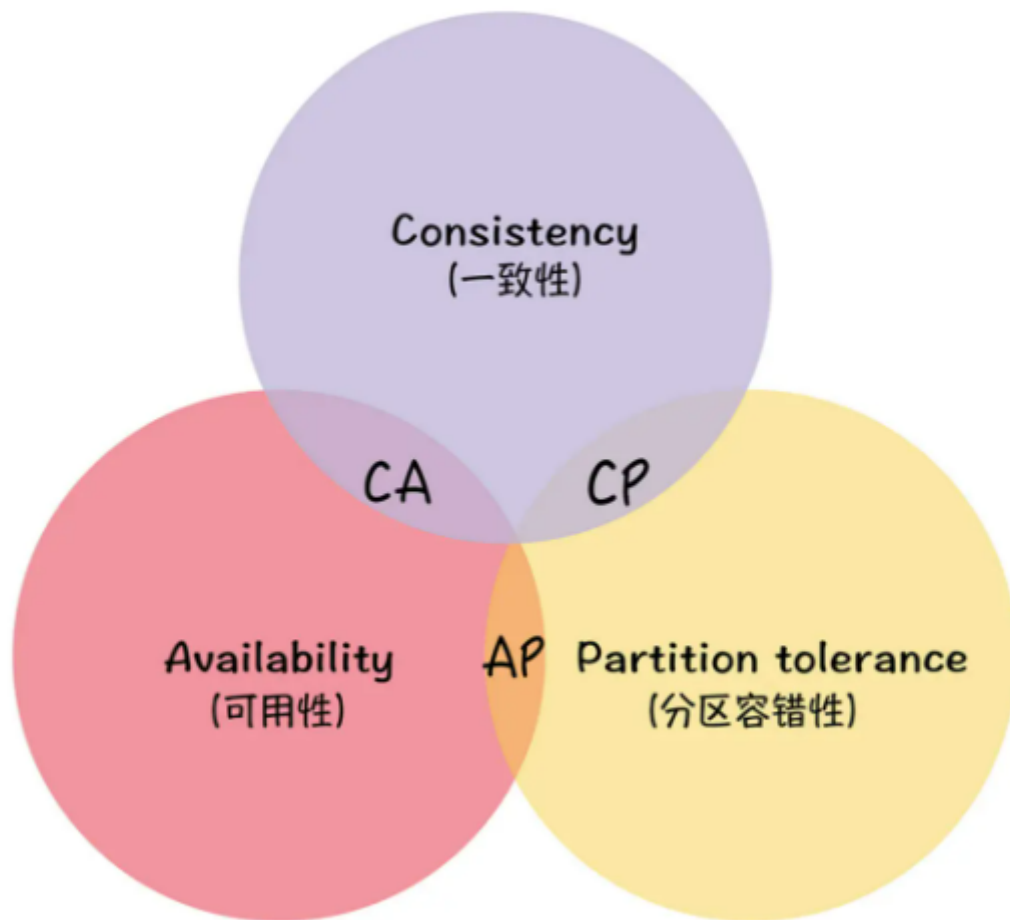 Consistency
(一致性)
CA
CP
Availability
(可用性)
AP
Partition tolerance
(分区容错性)